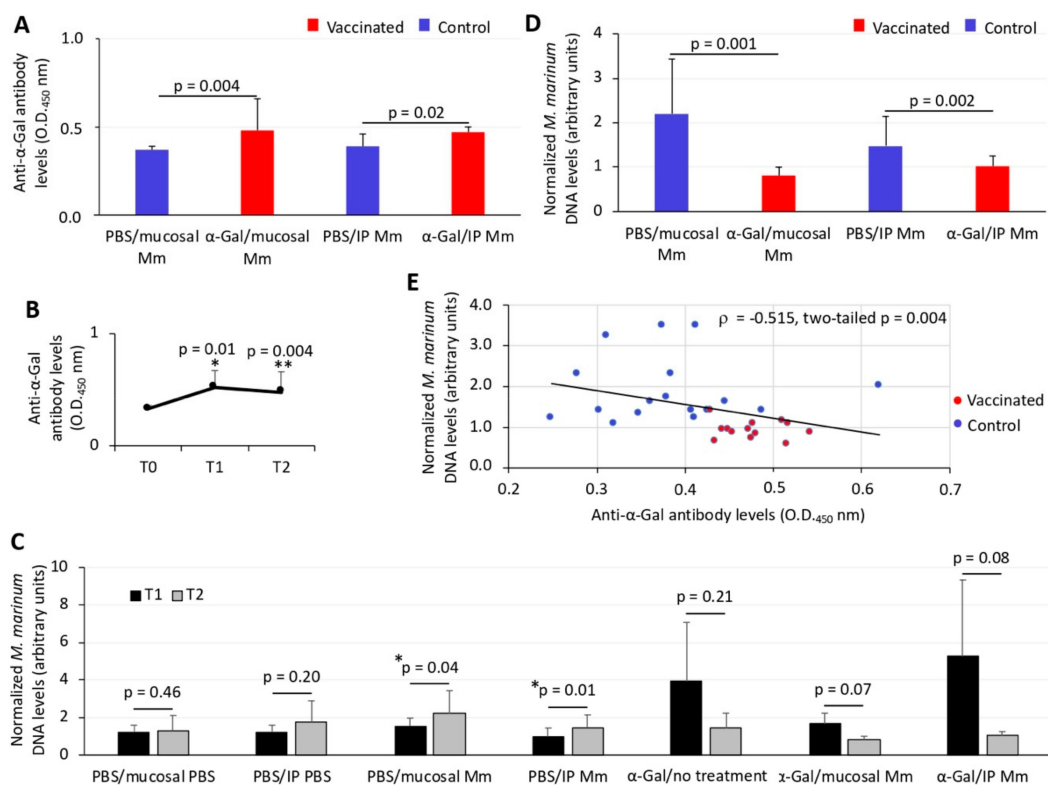 A
Vaccinated Control
Anti-α-Gal antibody
levels (O.D.450 nm)
1.0
0.5
0.0
p = 0.004
p = 0.02
PBS/mucosal Mm
α-Gal/mucosal Mm
PBS/IP Mm
α-Gal/IP Mm
D
Vaccinated Control
Normalized M. marinum
DNA levels (arbitrary units)
4
3
2
1
0
p = 0.001
p = 0.002
PBS/mucosal Mm
α-Gal/mucosal Mm
PBS/IP Mm
α-Gal/IP Mm
B
Anti-α-Gal
antibody levels
(O.D.450 nm)
1
0
p = 0.01
*
p = 0.004
**
T0 T1 T2
E
Normalized M. marinum
DNA levels (arbitrary units)
4.0
3.0
2.0
1.0
0.0
ρ = -0.515, two-tailed p = 0.004
Vaccinated
Control
0.2 0.3 0.4 0.5 0.6 0.7
Anti-α-Gal antibody levels (O.D.450 nm)
C
Normalized M. marinum
DNA levels (arbitrary units)
10
8
6
4
2
0
T1 T2
p = 0.46
p = 0.20
*
p = 0.04
*
p = 0.01
p = 0.21
p = 0.07
p = 0.08
PBS/mucosal PBS PBS/IP PBS PBS/mucosal Mm PBS/IP Mm α-Gal/no treatment α-Gal/mucosal Mm α-Gal/IP Mm